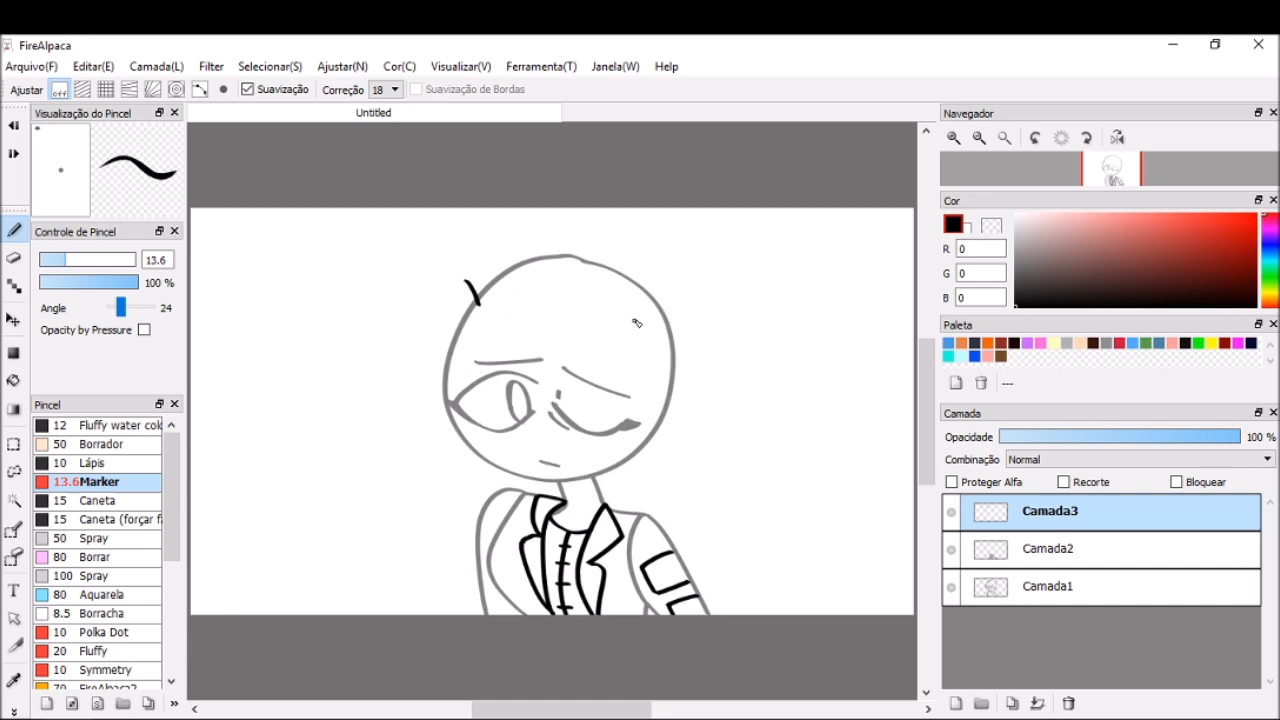 FireAlpaca
Arquivo(F) Editar(E) Camada(L) Filter Selecionar(S) Ajustar(N) Cor(C) Visualizar(V) Ferramenta(T) Janela(W) Help
Ajustar off Suavização Correção 18 Suavização de Bordas
Visualização do Pincel
Untitled
Navegador
Cor
R 0
G 0
B 0
Controle de Pincel
13.6
100 %
Angle 24
Opacity by Pressure
Paleta
---
Pincel
12 Fluffy water col
50 Borrador
10 Lápis
13.6 Marker
15 Caneta
15 Caneta (forçar f
50 Spray
80 Borrar
100 Spray
80 Aquarela
8.5 Borracha
10 Polka Dot
20 Fluffy
10 Symmetry
70 FireAlpaca2
Camada
Opacidade 100 %
Combinação Normal
Proteger Alfa Recorte Bloquear
Camada3
Camada2
Camada1